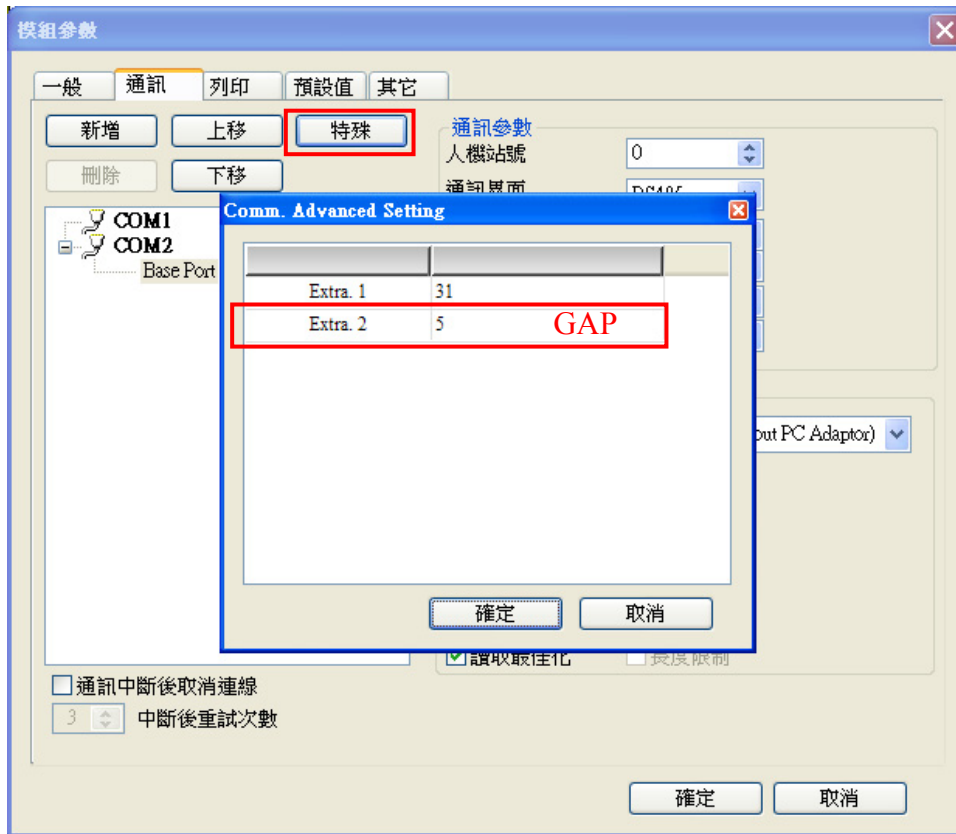 模組參數
一般 通訊 列印 預設值 其它
新增 上移 特殊
刪除 下移
通訊參數
人機站號 0
通訊界面
COM1
COM2
Base Port
Comm. Advanced Setting
Extra. 1 31
Extra. 2 5 GAP
確定 取消
out PC Adaptor)
讀取最佳化 長度限制
通訊中斷後取消連線
3 中斷後重試次數
確定 取消